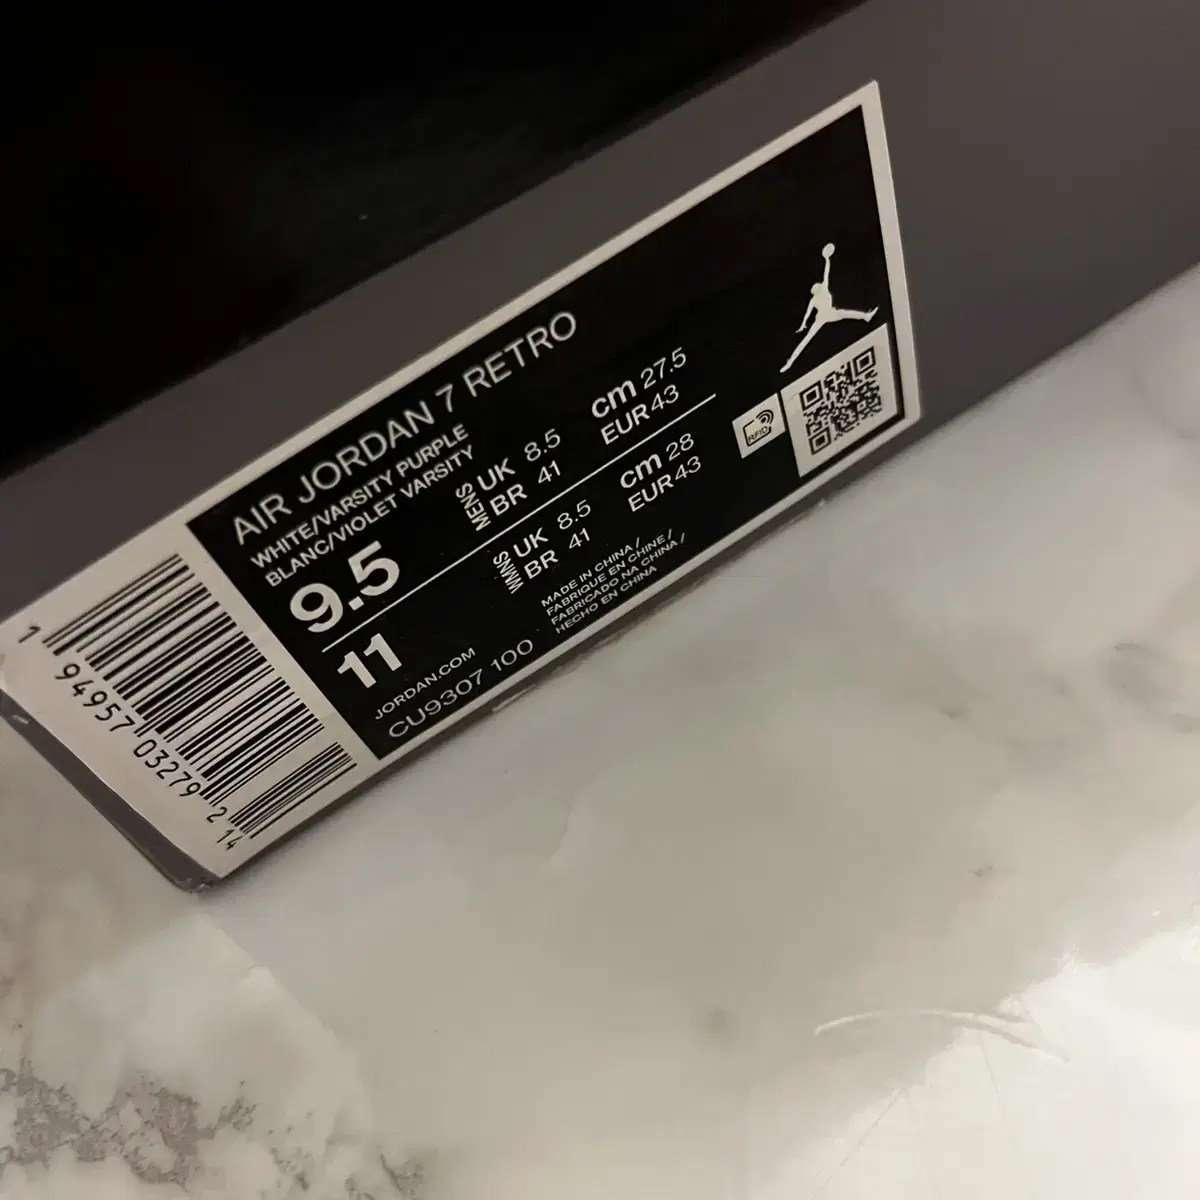 AIR JORDAN 7 RETRO
WHITE/VARSITY PURPLE
BLANC/VIOLET VARSITY
9.5
MENS
UK 8.5
BR 41
cm 27.5
EUR 43
11
WMNS
UK 8.5
BR 41
cm 28
EUR 43
RFID
JORDAN.COM
CU9307 100
MADE IN CHINA /
FABRIQUE EN CHINE /
FABRICADO NA CHINA /
HECHO EN CHINA
1 94957 03279 2 14